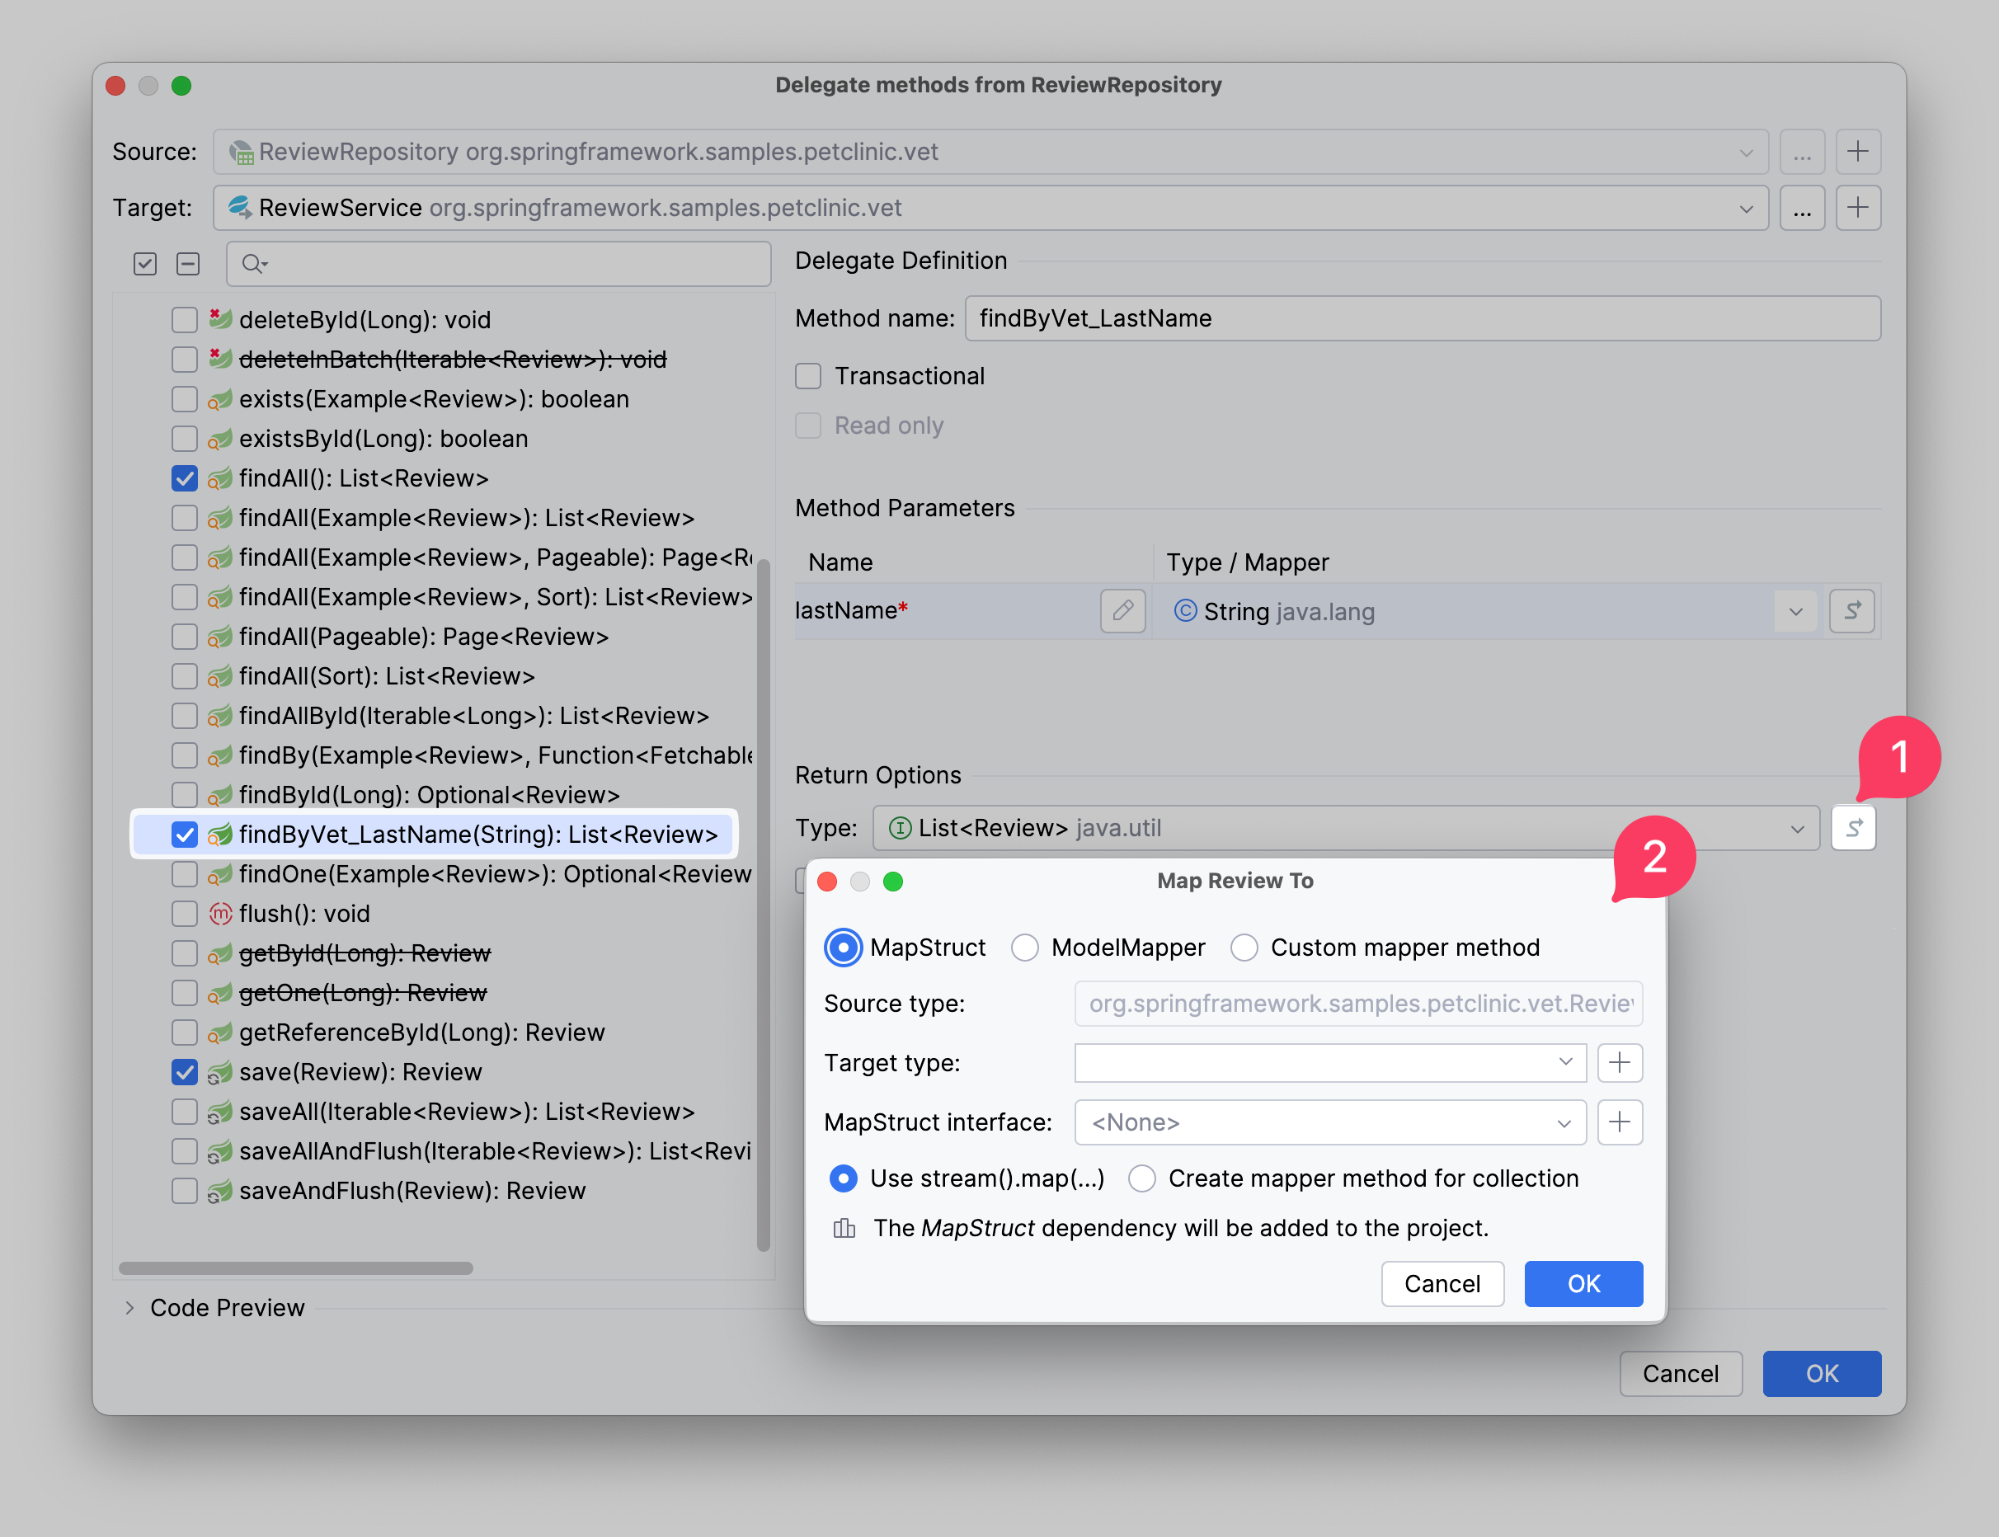 Delegate methods from ReviewRepository
Source: ReviewRepository org.springframework.samples.petclinic.vet ...
Target: ReviewService org.springframework.samples.petclinic.vet ...
deleteById(Long): void
deleteInBatch(Iterable<Review>): void
exists(Example<Review>): boolean
existsById(Long): boolean
findAll(): List<Review>
findAll(Example<Review>): List<Review>
findAll(Example<Review>, Pageable): Page<Re
findAll(Example<Review>, Sort): List<Review>
findAll(Pageable): Page<Review>
findAll(Sort): List<Review>
findAllById(Iterable<Long>): List<Review>
findBy(Example<Review>, Function<Fetchable
findById(Long): Optional<Review>
findByVet_LastName(String): List<Review>
findOne(Example<Review>): Optional<Review
flush(): void
getById(Long): Review
getOne(Long): Review
getReferenceById(Long): Review
save(Review): Review
saveAll(Iterable<Review>): List<Review>
saveAllAndFlush(Iterable<Review>): List<Revi
saveAndFlush(Review): Review
Code Preview
Delegate Definition
Method name: findByVet_LastName
Transactional
Read only
Method Parameters
Name Type / Mapper
lastName* String java.lang
Return Options
1
Type: List<Review> java.util
2
Map Review To
MapStruct ModelMapper Custom mapper method
Source type: org.springframework.samples.petclinic.vet.Review
Target type:
MapStruct interface: <None>
Use stream().map(...) Create mapper method for collection
The MapStruct dependency will be added to the project.
Cancel OK
Cancel OK